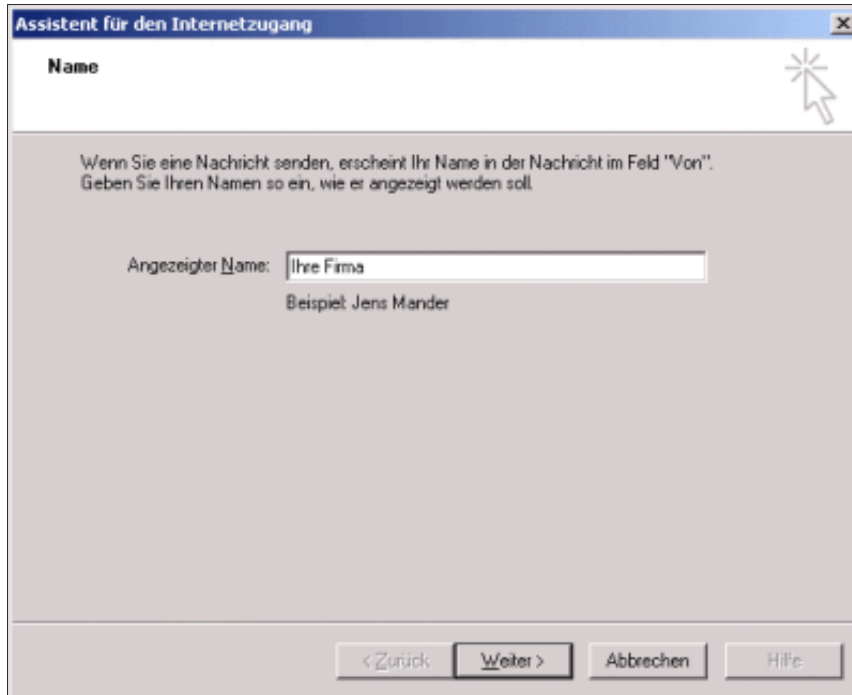 Assistent für den Internetzugang
Name
Wenn Sie eine Nachricht senden, erscheint Ihr Name in der Nachricht im Feld "Von".
Geben Sie Ihren Namen so ein, wie er angezeigt werden soll.
Angezeigter Name: Ihre Firma
Beispiel: Jens Mander
< Zurück Weiter > Abbrechen Hilfe